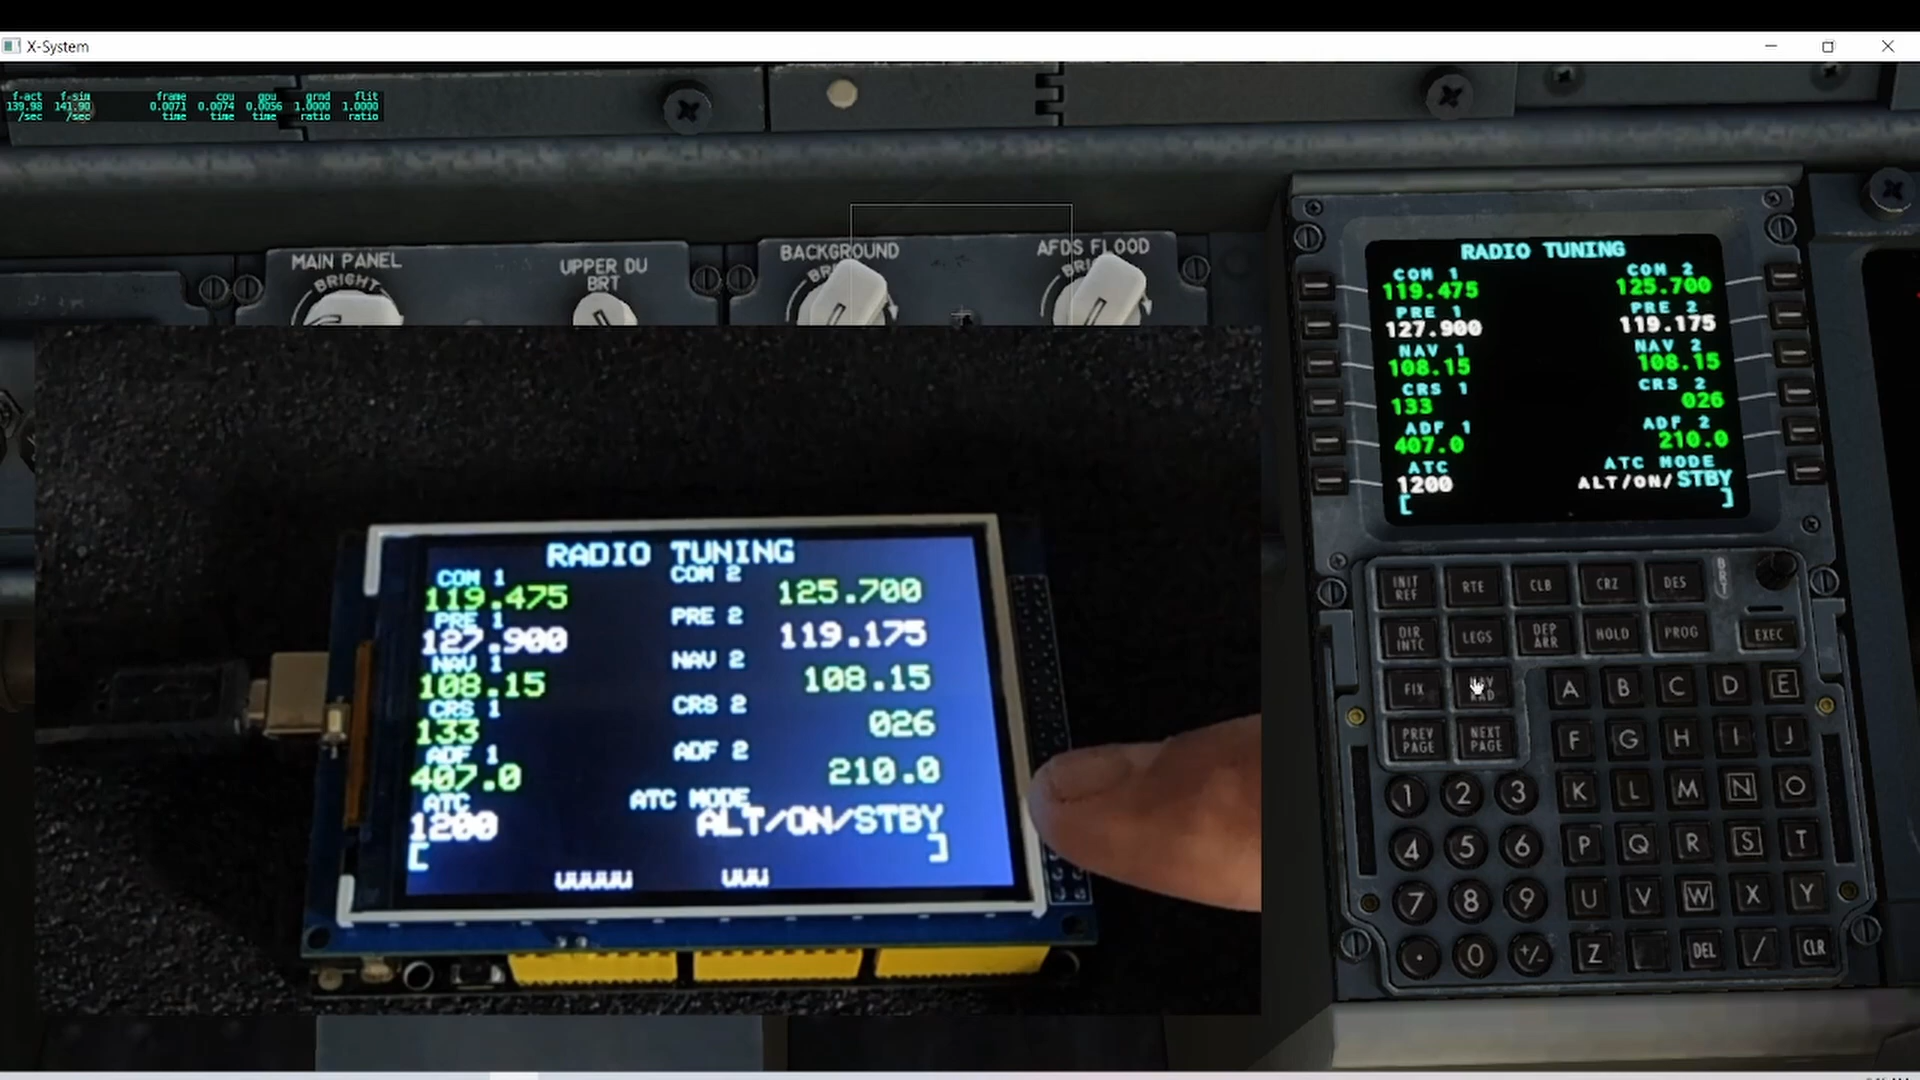 X-System
f-act f-sim frame cpu gpu grnd flit
139.98 141.90 0.0071 0.0074 0.0056 1.0000 1.0000
/sec /sec time time time ratio ratio
MAIN PANEL
BRIGHT
UPPER DU
BRT
BACKGROUND
AFDS FLOOD
RADIO TUNING
COM 1 COM 2
119.475 125.700
PRE 1 PRE 2
127.900 119.175
NAV 1 NAV 2
108.15 108.15
CRS 1 CRS 2
133 026
ADF 1 ADF 2
407.0 210.0
ATC ATC MODE
1200 ALT/ON/STBY
[ ]
RADIO TUNING
COM 1 COM 2
119.475 125.700
PRE 1 PRE 2
127.900 119.175
NAV 1 NAV 2
108.15 108.15
CRS 1 CRS 2
133 026
ADF 1 ADF 2
407.0 210.0
ATC ATC MODE
1200 ALT/ON/STBY
[ ]
BRT
INIT REF RTE CLB CRZ DES
DIR INTC LEGS DEP ARR HOLD PROG EXEC
FIX A B C D E
PREV PAGE NEXT PAGE F G H I J
1 2 3 K L M N O
4 5 6 P Q R S T
7 8 9 U V W X Y
. 0 +/- Z DEL / CLR